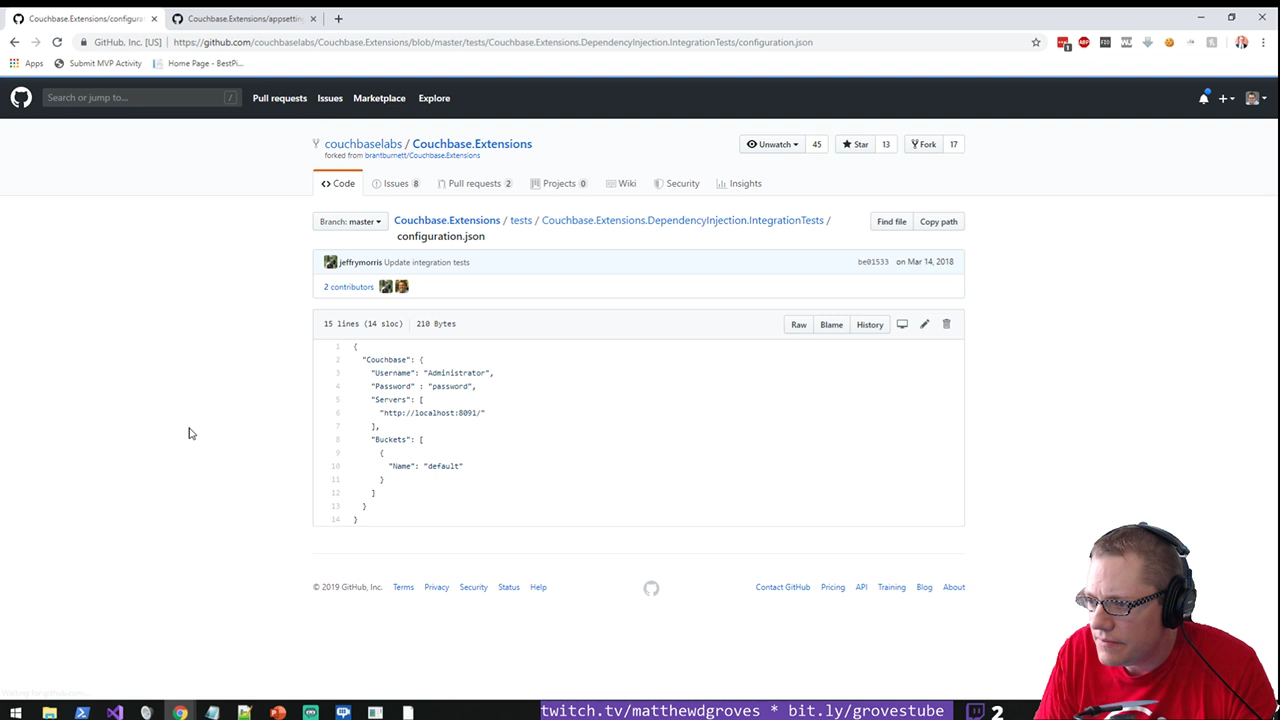 Couchbase.Extensions/configura
Couchbase.Extensions/appsettin
GitHub, Inc. [US]
https://github.com/couchbaselabs/Couchbase.Extensions/blob/master/tests/Couchbase.Extensions.DependencyInjection.IntegrationTests/configuration.json
Apps
Submit MVP Activity
Home Page - BestPi...
Search or jump to...
/
Pull requests
Issues
Marketplace
Explore
couchbaselabs / Couchbase.Extensions
forked from brantburnett/Couchbase.Extensions
Unwatch 45
Star 13
Fork 17
Code
Issues 8
Pull requests 2
Projects 0
Wiki
Security
Insights
Branch: master
Couchbase.Extensions / tests / Couchbase.Extensions.DependencyInjection.IntegrationTests /
configuration.json
Find file
Copy path
jeffrymorris Update integration tests
be01533 on Mar 14, 2018
2 contributors
15 lines (14 sloc) | 210 Bytes
Raw
Blame
History
1 {
2 "Couchbase": {
3 "Username": "Administrator",
4 "Password" : "password",
5 "Servers": [
6 "http://localhost:8091/"
7 ],
8 "Buckets": [
9 {
10 "Name": "default"
11 }
12 ]
13 }
14 }
© 2019 GitHub, Inc.
Terms
Privacy
Security
Status
Help
Contact GitHub
Pricing
API
Training
Blog
About
Waiting for github.com...
twitch.tv/matthewdgroves * bit.ly/grovestube
2